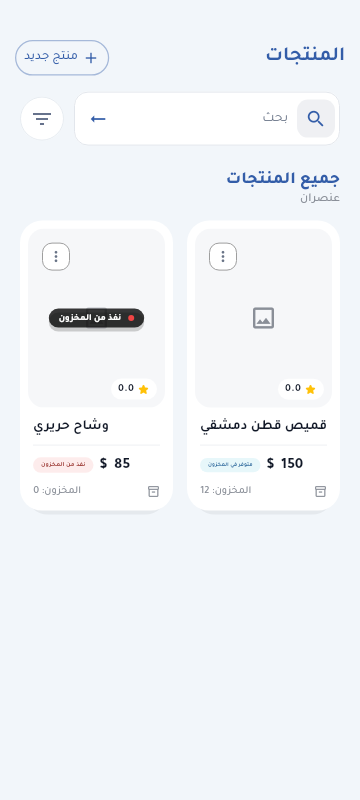 المنتجات
منتج جديد
بحث
جميع المنتجات
عنصران
0.0
قميص قطن دمشقي
$ 150
متوفر في المخزون
المخزون: 12
نفذ من المخزون
0.0
وشاح حريري
$ 85
نفذ من المخزون
المخزون: 0